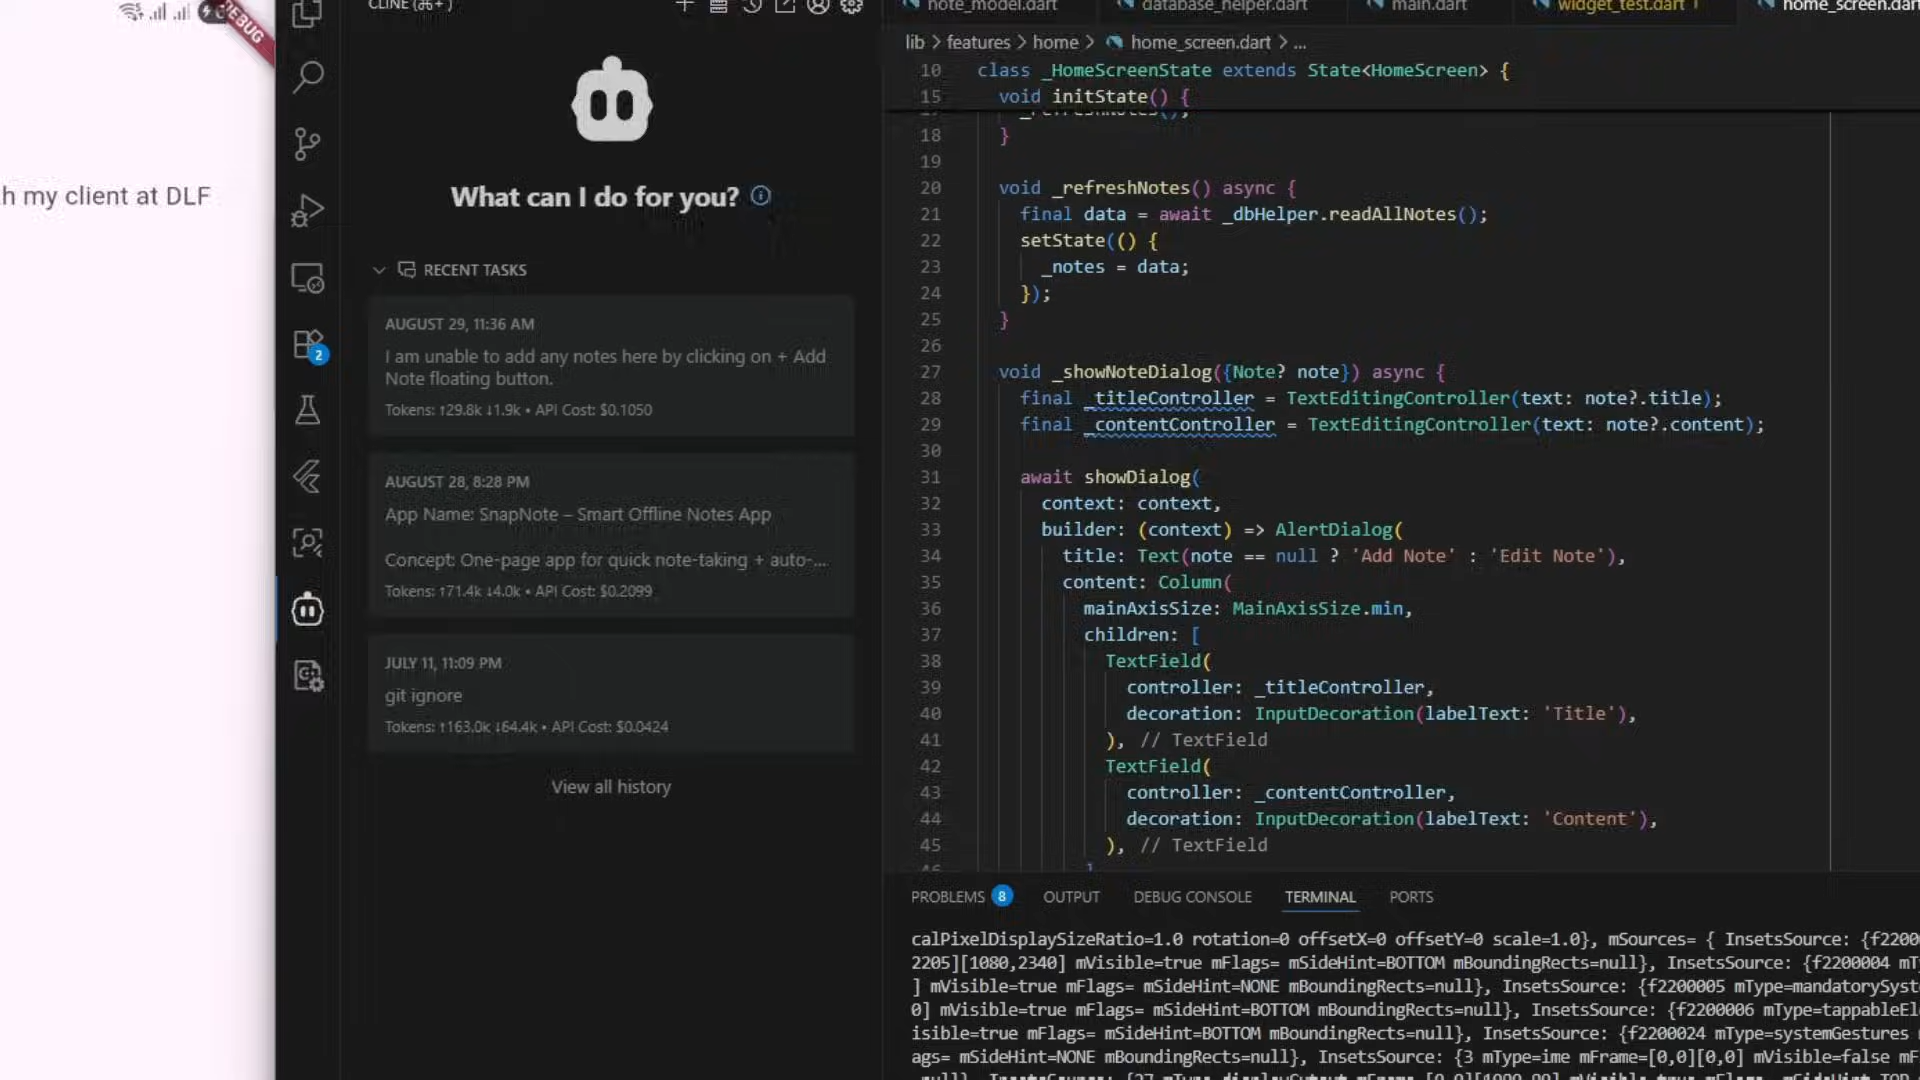 DEBUG
h my client at DLF
CLINE (⌘+')
What can I do for you?
RECENT TASKS
AUGUST 29, 11:36 AM
I am unable to add any notes here by clicking on + Add
Note floating button.
Tokens: ↑29.8k ↓1.9k • API Cost: $0.1050
AUGUST 28, 8:28 PM
App Name: SnapNote – Smart Offline Notes App
Concept: One-page app for quick note-taking + auto-...
Tokens: ↑71.4k ↓4.0k • API Cost: $0.2099
JULY 11, 11:09 PM
git ignore
Tokens: ↑163.0k ↓64.4k • API Cost: $0.0424
View all history
2
note_model.dart database_helper.dart main.dart widget_test.dart 1 home_screen.dart
lib > features > home > home_screen.dart > ...
10 class _HomeScreenState extends State<HomeScreen> {
15 void initState() {
_refreshNotes();
18 }
19
20 void _refreshNotes() async {
21 final data = await _dbHelper.readAllNotes();
22 setState(() {
23 _notes = data;
24 });
25 }
26
27 void _showNoteDialog({Note? note}) async {
28 final _titleController = TextEditingController(text: note?.title);
29 final _contentController = TextEditingController(text: note?.content);
30
31 await showDialog(
32 context: context,
33 builder: (context) => AlertDialog(
34 title: Text(note == null ? 'Add Note' : 'Edit Note'),
35 content: Column(
36 mainAxisSize: MainAxisSize.min,
37 children: [
38 TextField(
39 controller: _titleController,
40 decoration: InputDecoration(labelText: 'Title'),
41 ), // TextField
42 TextField(
43 controller: _contentController,
44 decoration: InputDecoration(labelText: 'Content'),
45 ), // TextField
PROBLEMS 8 OUTPUT DEBUG CONSOLE TERMINAL PORTS
calPixelDisplaySizeRatio=1.0 rotation=0 offsetX=0 offsetY=0 scale=1.0}, mSources= { InsetsSource: {f2200
2205][1080,2340] mVisible=true mFlags= mSideHint=BOTTOM mBoundingRects=null}, InsetsSource: {f2200004 mTy
] mVisible=true mFlags= mSideHint=NONE mBoundingRects=null}, InsetsSource: {f2200005 mType=mandatorySyst
0] mVisible=true mFlags= mSideHint=BOTTOM mBoundingRects=null}, InsetsSource: {f2200006 mType=tappableEl
isible=true mFlags= mSideHint=BOTTOM mBoundingRects=null}, InsetsSource: {f2200024 mType=systemGestures
ags= mSideHint=NONE mBoundingRects=null}, InsetsSource: {3 mType=ime mFrame=[0,0][0,0] mVisible=false mF